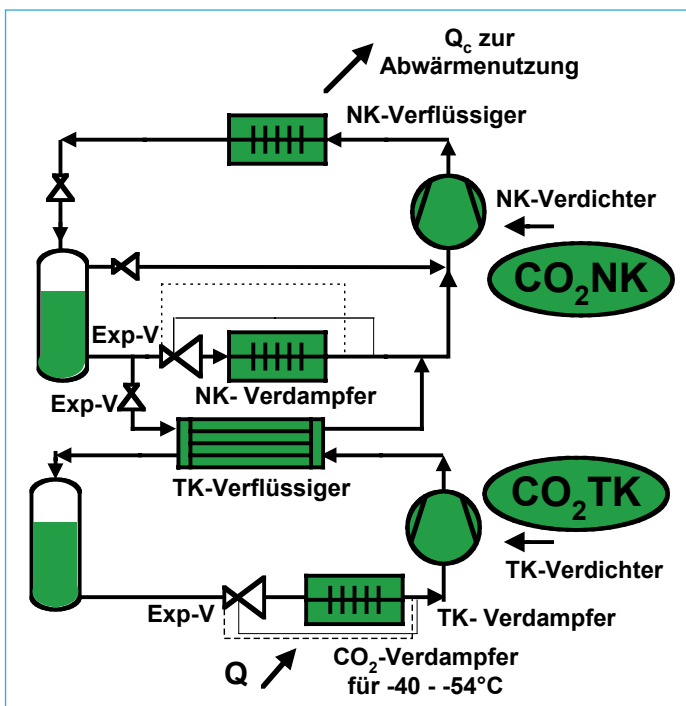 Q_c zur
Abwärmenutzung
NK-Verflüssiger
NK-Verdichter
CO₂NK
Exp-V
NK- Verdampfer
Exp-V
TK-Verflüssiger
CO₂TK
TK-Verdichter
Exp-V
TK- Verdampfer
Q
CO₂-Verdampfer
für -40 - -54°C